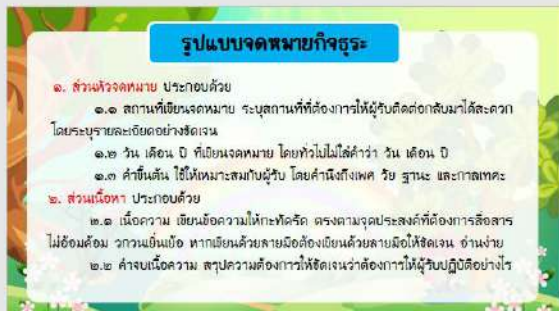 รูปแบบจดหมายกิจธุระ
๑. ส่วนหัวจดหมาย ประกอบด้วย
๑.๑ สถานที่เขียนจดหมาย ระบุสถานที่ที่ต้องการให้ผู้รับติดต่อกลับมาได้สะดวก
โดยระบุรายละเอียดอย่างชัดเจน
๑.๒ วัน เดือน ปี ที่เขียนจดหมาย โดยทั่วไปไม่ใส่คำว่า วัน เดือน ปี
๑.๓ คำขึ้นต้น ใช้ให้เหมาะสมกับผู้รับ โดยคำนึงถึงเพศ วัย ฐานะ และกาลเทศะ
๒. ส่วนเนื้อหา ประกอบด้วย
๒.๑ เนื้อความ เขียนข้อความให้กะทัดรัด ตรงตามจุดประสงค์ที่ต้องการสื่อสาร
ไม่อ้อมค้อม วกวนเยิ่นเย้อ หากเขียนด้วยลายมือต้องเขียนด้วยลายมือให้ชัดเจน อ่านง่าย
๒.๒ คำจบเนื้อความ สรุปความต้องการให้ชัดเจนว่าต้องการให้ผู้รับปฏิบัติอย่างไร